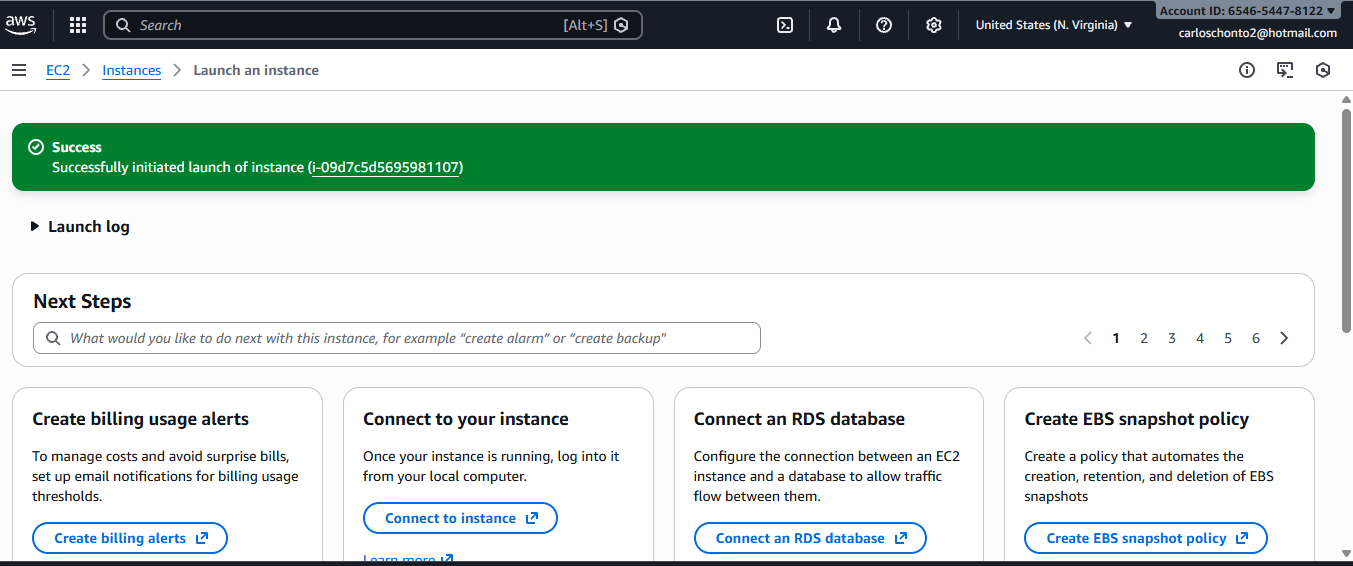 aws
Search
[Alt+S]
United States (N. Virginia)
Account ID: 6546-5447-8122
carloschonto2@hotmail.com
EC2
Instances
Launch an instance
Success
Successfully initiated launch of instance (i-09d7c5d5695981107)
Launch log
Next Steps
What would you like to do next with this instance, for example “create alarm” or “create backup”
1 2 3 4 5 6
Create billing usage alerts
To manage costs and avoid surprise bills,
set up email notifications for billing usage
thresholds.
Create billing alerts
Connect to your instance
Once your instance is running, log into it
from your local computer.
Connect to instance
Learn more
Connect an RDS database
Configure the connection between an EC2
instance and a database to allow traffic
flow between them.
Connect an RDS database
Create EBS snapshot policy
Create a policy that automates the
creation, retention, and deletion of EBS
snapshots
Create EBS snapshot policy